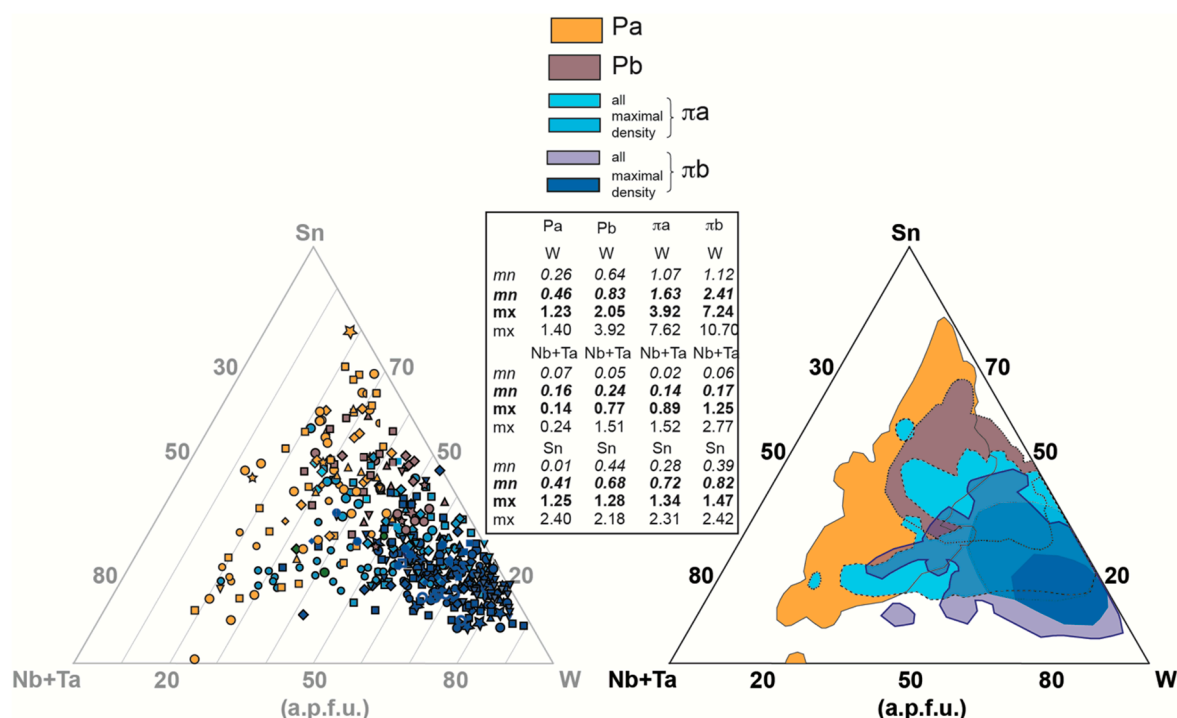 Pa
Pb
all
maximal
density
πa
all
maximal
density
πb
Pa Pb πa πb
W W W W
mn 0.26 0.64 1.07 1.12
mn 0.46 0.83 1.63 2.41
mx 1.23 2.05 3.92 7.24
mx 1.40 3.92 7.62 10.70
Nb+Ta Nb+Ta Nb+Ta Nb+Ta
mn 0.07 0.05 0.02 0.06
mn 0.16 0.24 0.14 0.17
mx 0.14 0.77 0.89 1.25
mx 0.24 1.51 1.52 2.77
Sn Sn Sn Sn
mn 0.01 0.44 0.28 0.39
mn 0.41 0.68 0.72 0.82
mx 1.25 1.28 1.34 1.47
mx 2.40 2.18 2.31 2.42
Sn
30 70
50 50
80 20
Nb+Ta 20 50 80 W
(a.p.f.u.)
Sn
30 70
50 50
80 20
Nb+Ta 20 50 80 W
(a.p.f.u.)